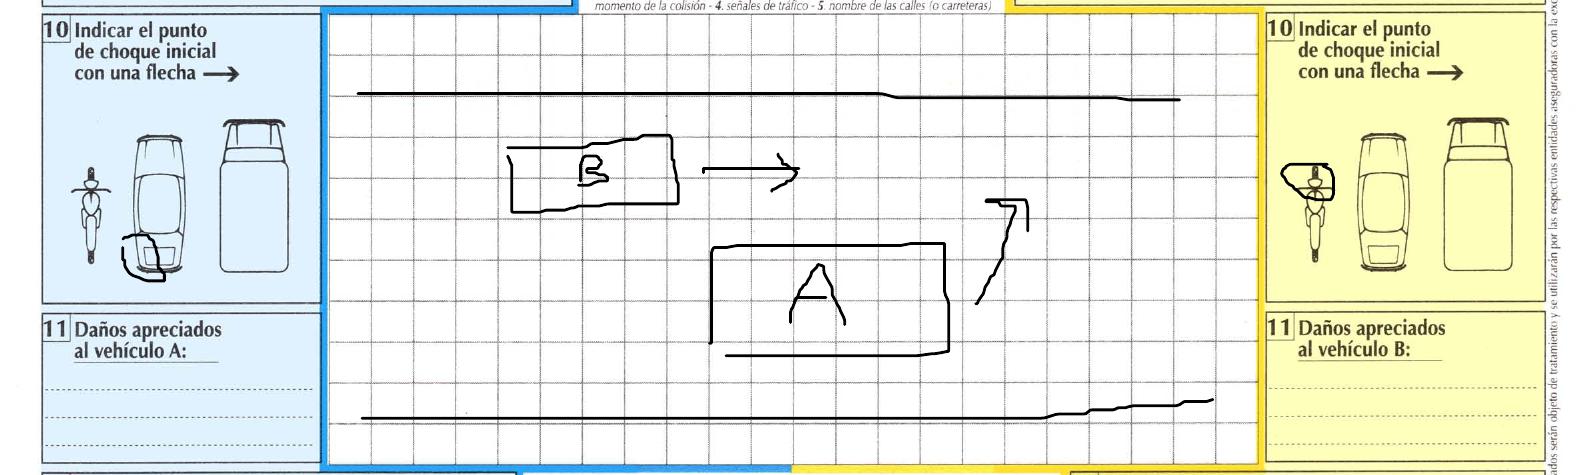 momento de la colisión - 4. señales de tráfico - 5. nombre de las calles (o carreteras)
10 Indicar el punto
de choque inicial
con una flecha →
11 Daños apreciados
al vehículo A:
B
A
10 Indicar el punto
de choque inicial
con una flecha →
11 Daños apreciados
al vehículo B:
ados serán objeto de tratamiento y se utilizarán por las respectivas entidades aseguradoras con la exc